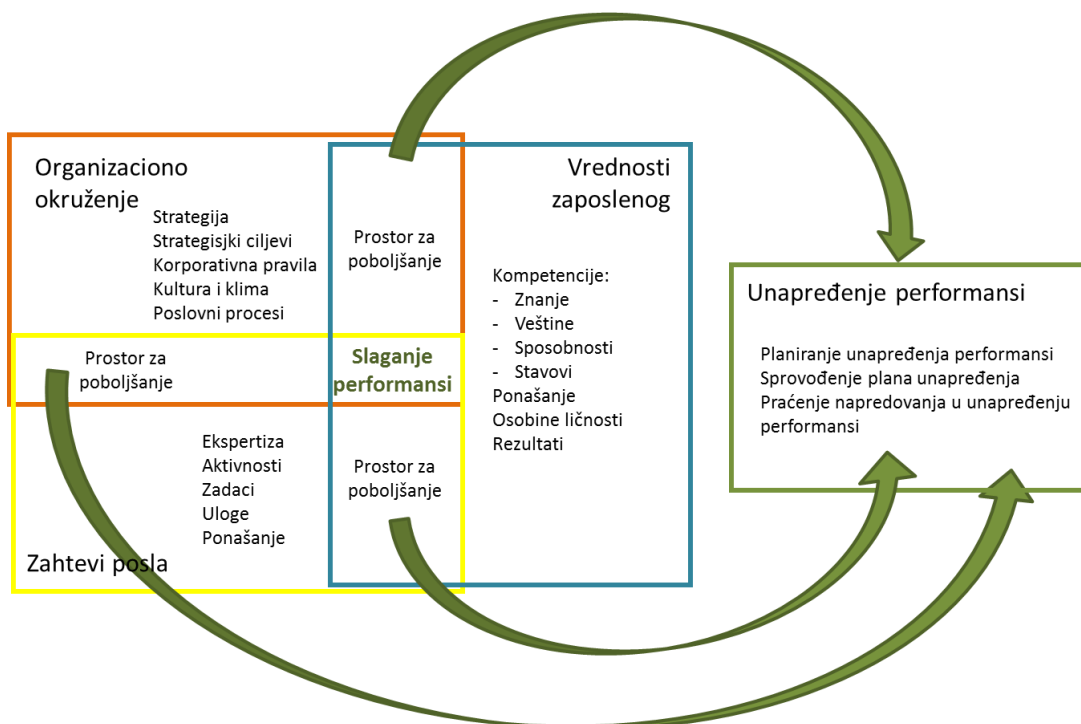 Organizaciono
okruženje
Strategija
Strategisjki ciljevi
Korporativna pravila
Kultura i klima
Poslovni procesi
Prostor za
poboljšanje
Vrednosti
zaposlenog
Kompetencije:
- Znanje
- Veštine
- Sposobnosti
- Stavovi
Ponašanje
Osobine ličnosti
Rezultati
Prostor za
poboljšanje
Slaganje
performansi
Ekspertiza
Aktivnosti
Zadaci
Uloge
Ponašanje
Zahtevi posla
Prostor za
poboljšanje
Unapređenje performansi
Planiranje unapređenja performansi
Sprovođenje plana unapređenja
Praćenje napredovanja u unapređenju
performansi